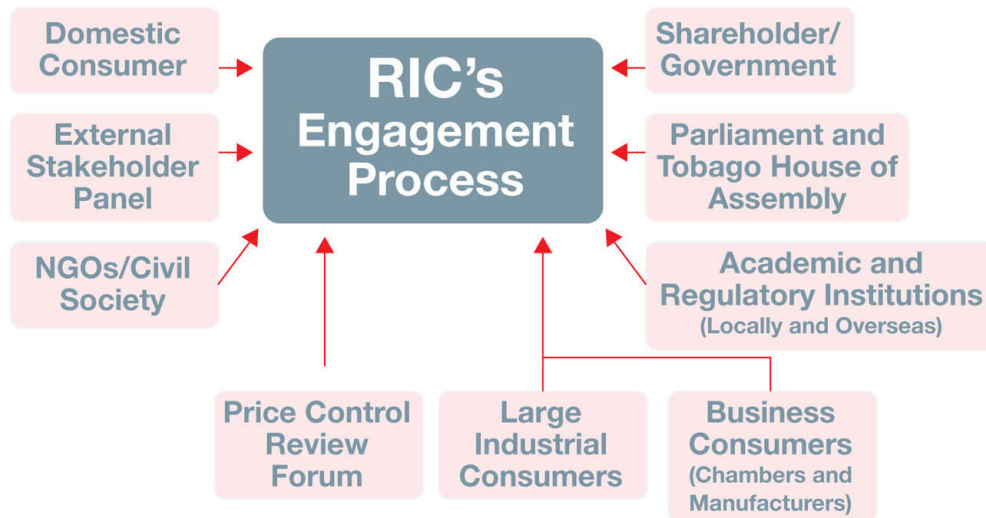 Domestic
Consumer
RIC's
Engagement
Process
Shareholder/
Government
External
Stakeholder
Panel
Parliament and
Tobago House of
Assembly
NGOs/Civil
Society
Academic and
Regulatory Institutions
(Locally and Overseas)
Price Control
Review
Forum
Large
Industrial
Consumers
Business
Consumers
(Chambers and
Manufacturers)